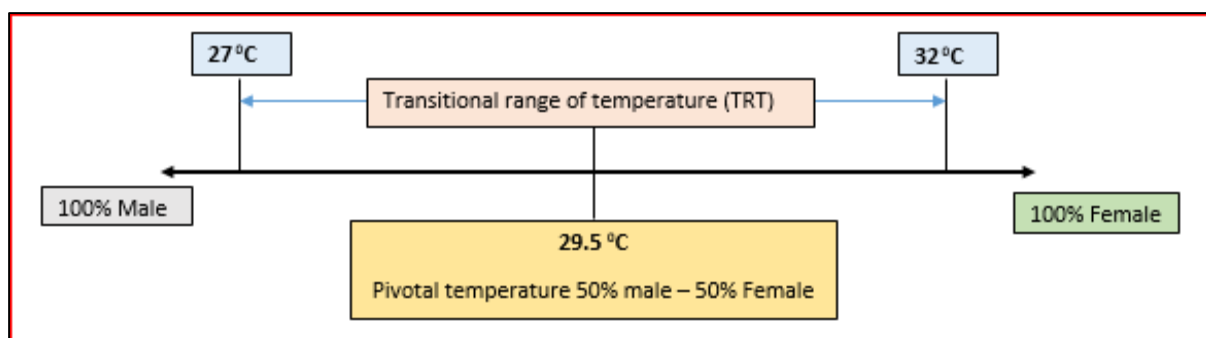 27 ⁰C
32 ⁰C
Transitional range of temperature (TRT)
100% Male
100% Female
29.5 ⁰C
Pivotal temperature 50% male – 50% Female